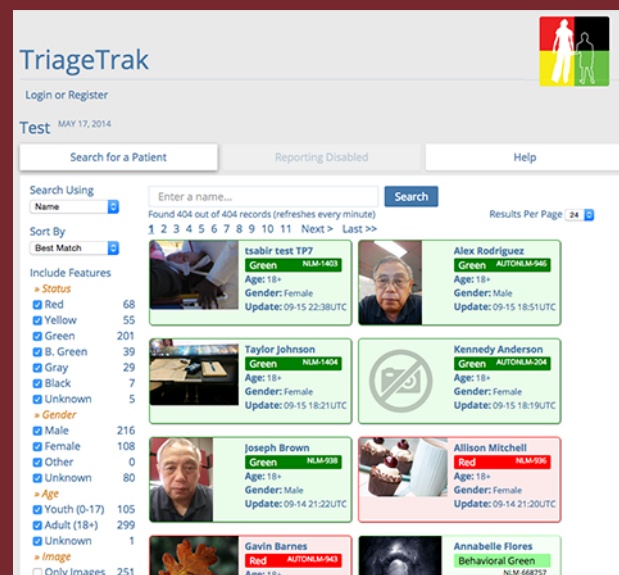 TriageTrak
Login or Register
Test MAY 17, 2014
Search for a Patient
Reporting Disabled
Help
Search Using
Name
Sort By
Best Match
Include Features
» Status
Red 68
Yellow 55
Green 201
B. Green 39
Gray 29
Black 7
Unknown 5
» Gender
Male 216
Female 108
Other 0
Unknown 80
» Age
Youth (0-17) 105
Adult (18+) 299
Unknown 1
» Image
Only Images 251
Enter a name...
Search
Found 404 out of 404 records (refreshes every minute)
Results Per Page 24
1 2 3 4 5 6 7 8 9 10 11 Next > Last >>
tsabir test TP7
Green NLM-1403
Age: 18+
Gender: Female
Update: 09-15 22:38UTC
Alex Rodriguez
Green AUTONLM-946
Age: 18+
Gender: Male
Update: 09-15 18:51UTC
Taylor Johnson
Green NLM-1404
Age: 18+
Gender: Female
Update: 09-15 18:21UTC
Kennedy Anderson
Green AUTONLM-204
Age: 18+
Gender: Female
Update: 09-15 18:19UTC
Joseph Brown
Green NLM-938
Age: 18+
Gender: Male
Update: 09-14 21:22UTC
Allison Mitchell
Red NLM-936
Age: 18+
Gender: Female
Update: 09-14 21:20UTC
Gavin Barnes
Red AUTONLM-943
Age: 18+
Annabelle Flores
Behavioral Green
NLM-668757